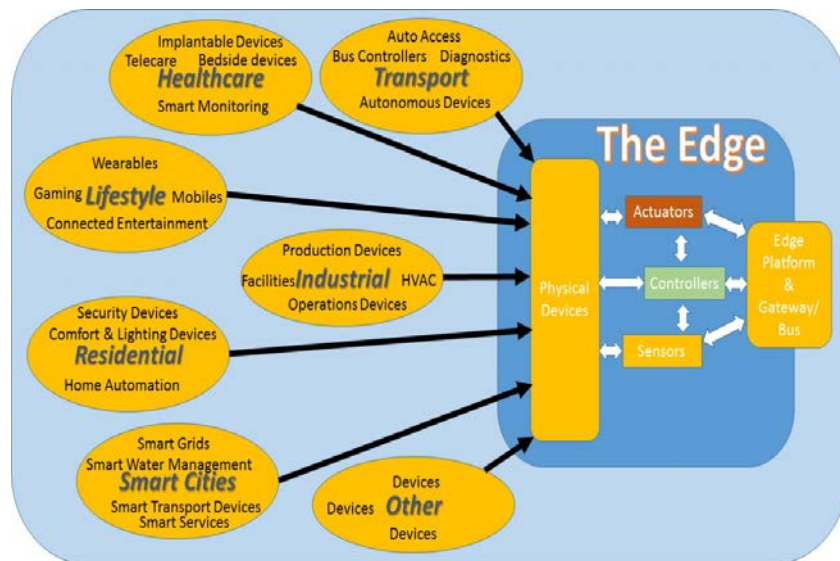 Implantable Devices
Telecare Bedside devices
Healthcare
Smart Monitoring
Auto Access
Bus Controllers Diagnostics
Transport
Autonomous Devices
The Edge
Wearables
Gaming Lifestyle Mobiles
Connected Entertainment
Production Devices
Facilities Industrial HVAC
Operations Devices
Security Devices
Comfort & Lighting Devices
Residential
Home Automation
Smart Grids
Smart Water Management
Smart Cities
Smart Transport Devices
Smart Services
Devices
Devices Other
Devices
Physical
Devices
Actuators
Controllers
Sensors
Edge
Platform
&
Gateway/
Bus